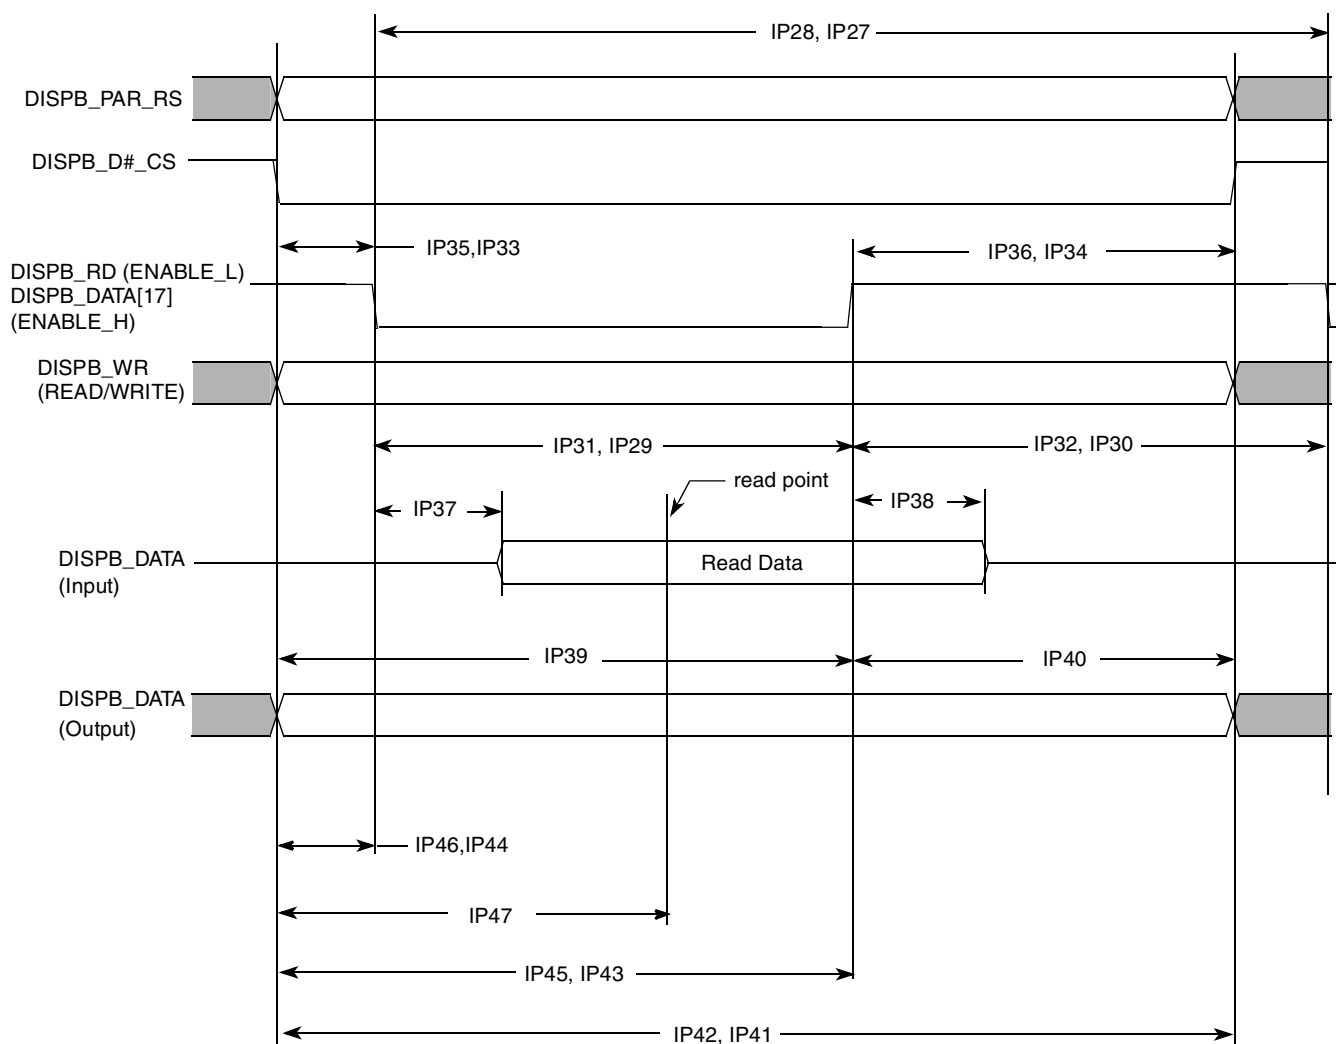 IP28, IP27
DISPB_PAR_RS
DISPB_D#_CS
IP35,IP33
IP36, IP34
DISPB_RD (ENABLE_L)
DISPB_DATA[17]
(ENABLE_H)
DISPB_WR
(READ/WRITE)
IP31, IP29
IP32, IP30
read point
IP37
IP38
DISPB_DATA
(Input)
Read Data
IP39
IP40
DISPB_DATA
(Output)
IP46,IP44
IP47
IP45, IP43
IP42, IP41